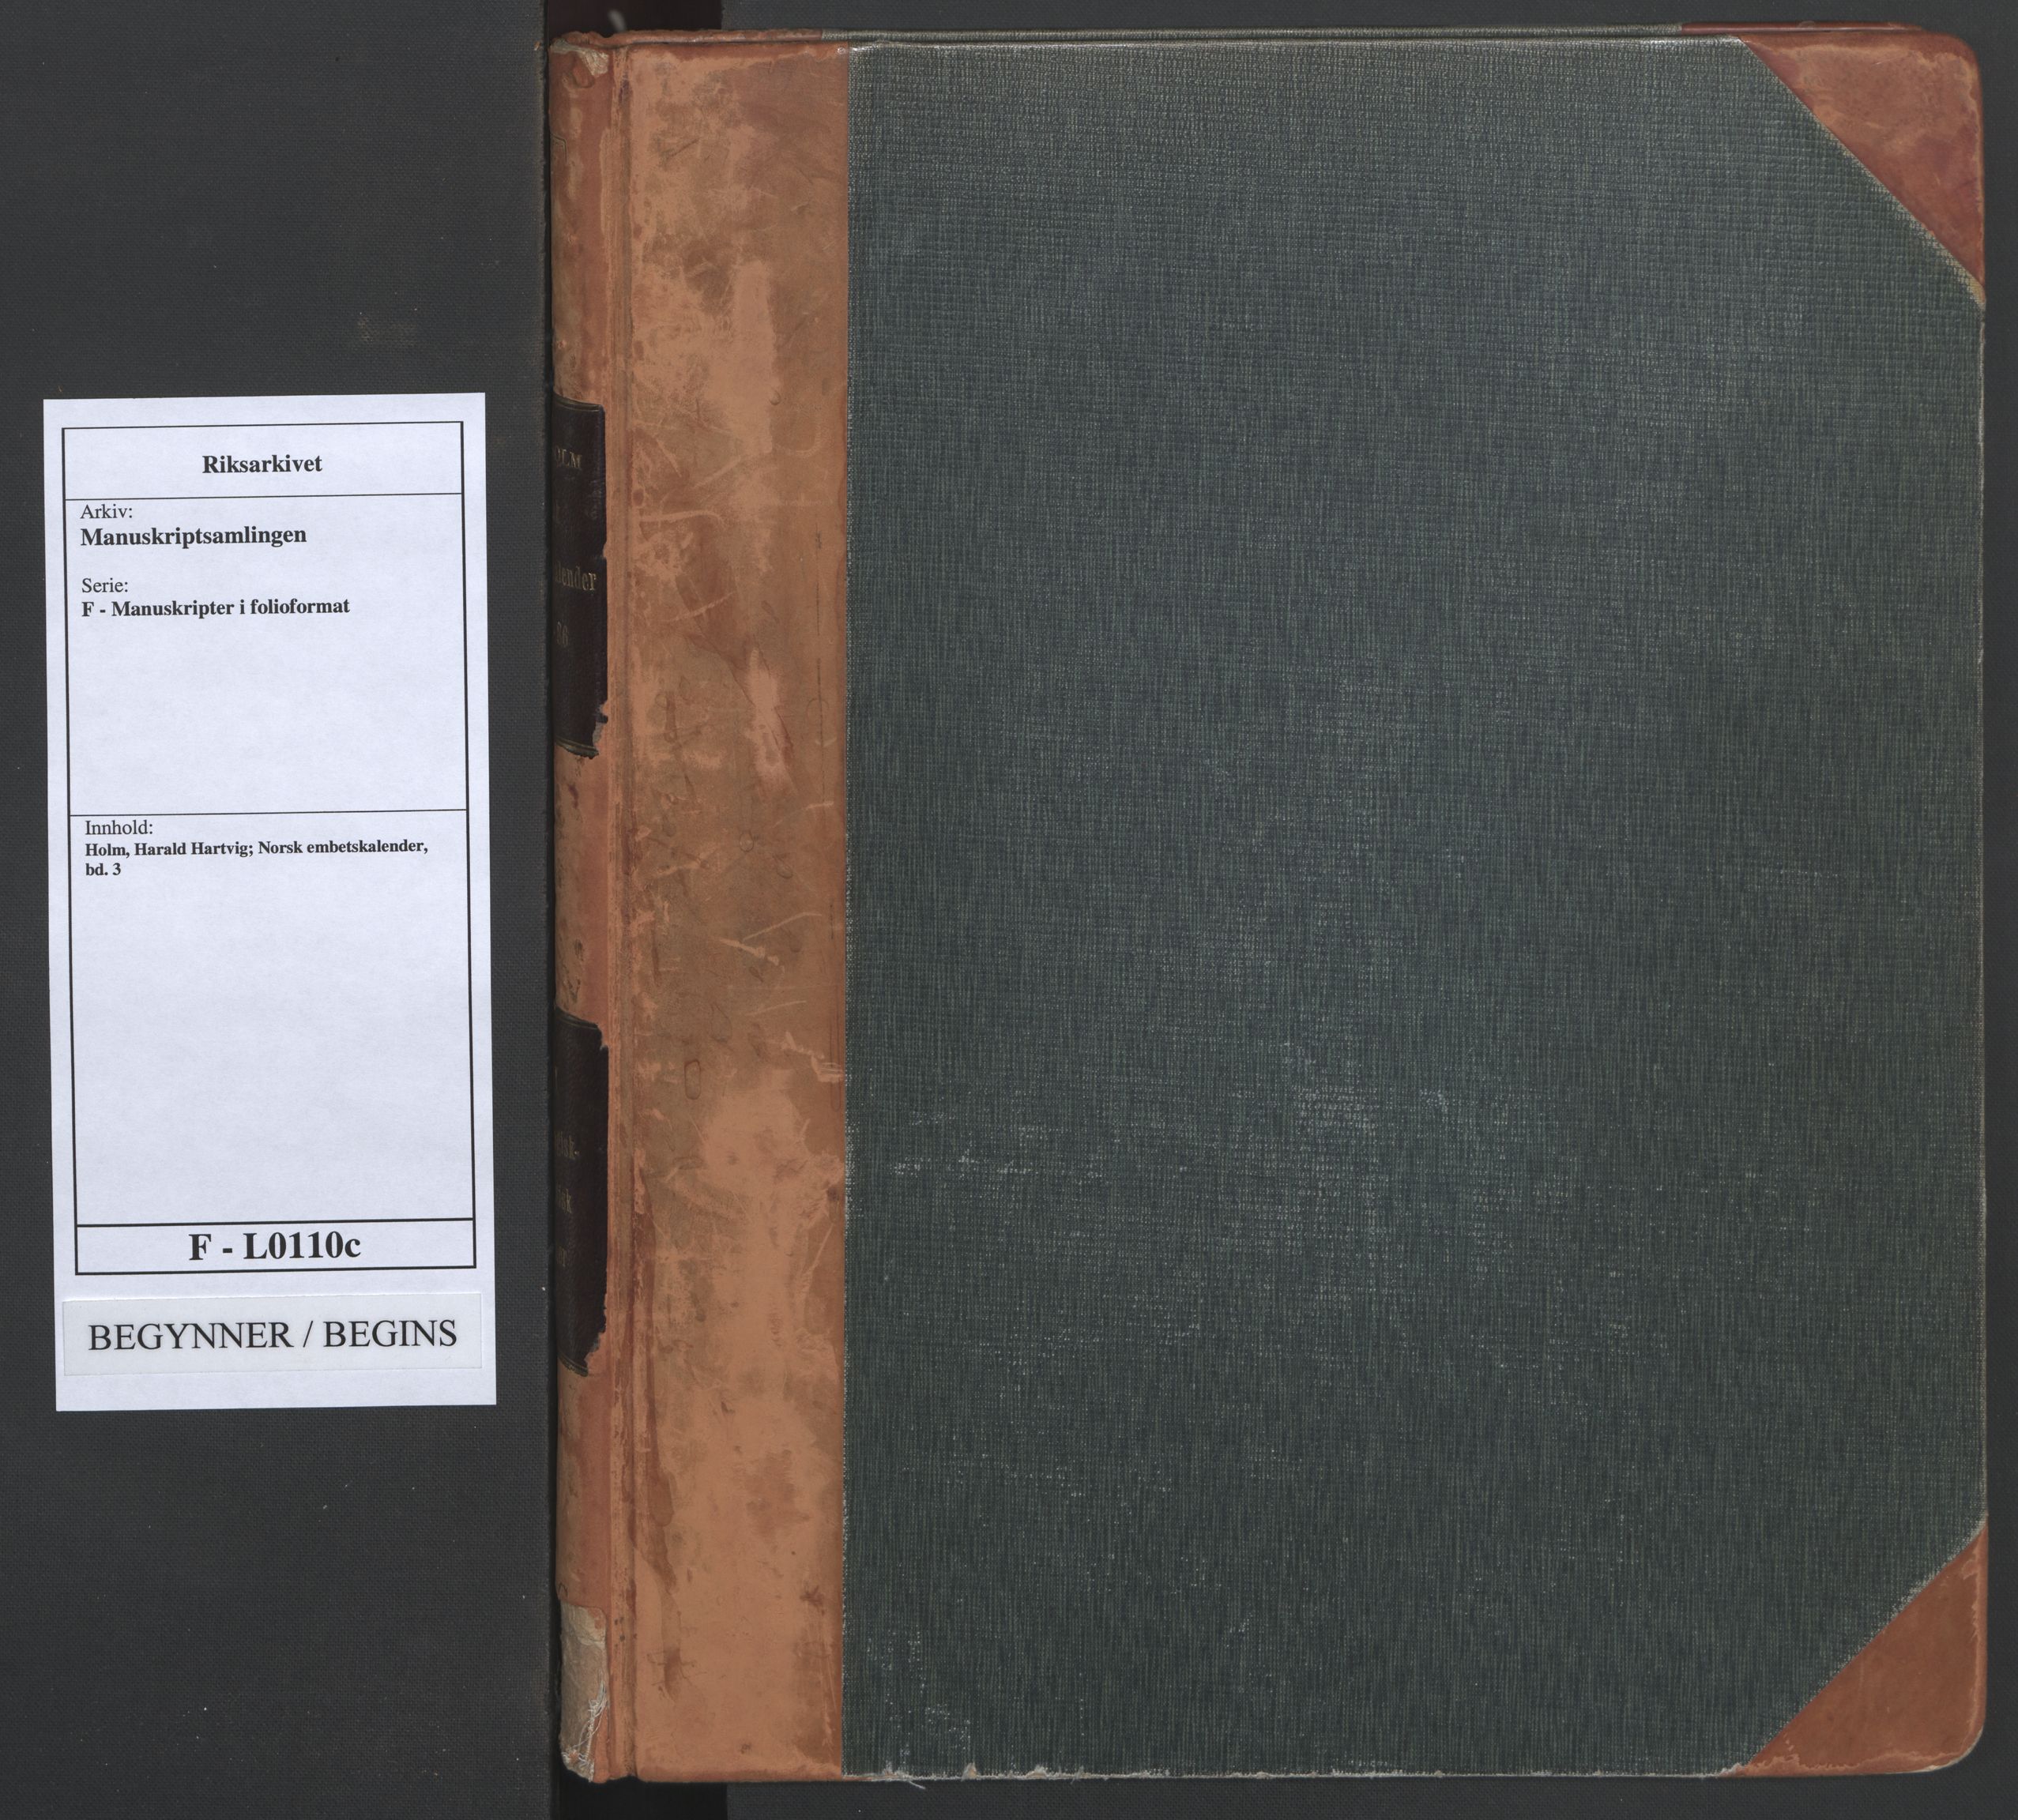 Riksarkivet
Arkiv:
Manuskriptsamlingen
Serie:
F - Manuskripter i folioformat
Innhold:
Holm, Harald Hartvig; Norsk embetskalender,
bd. 3
F - L0110c
BEGYNNER / BEGINS